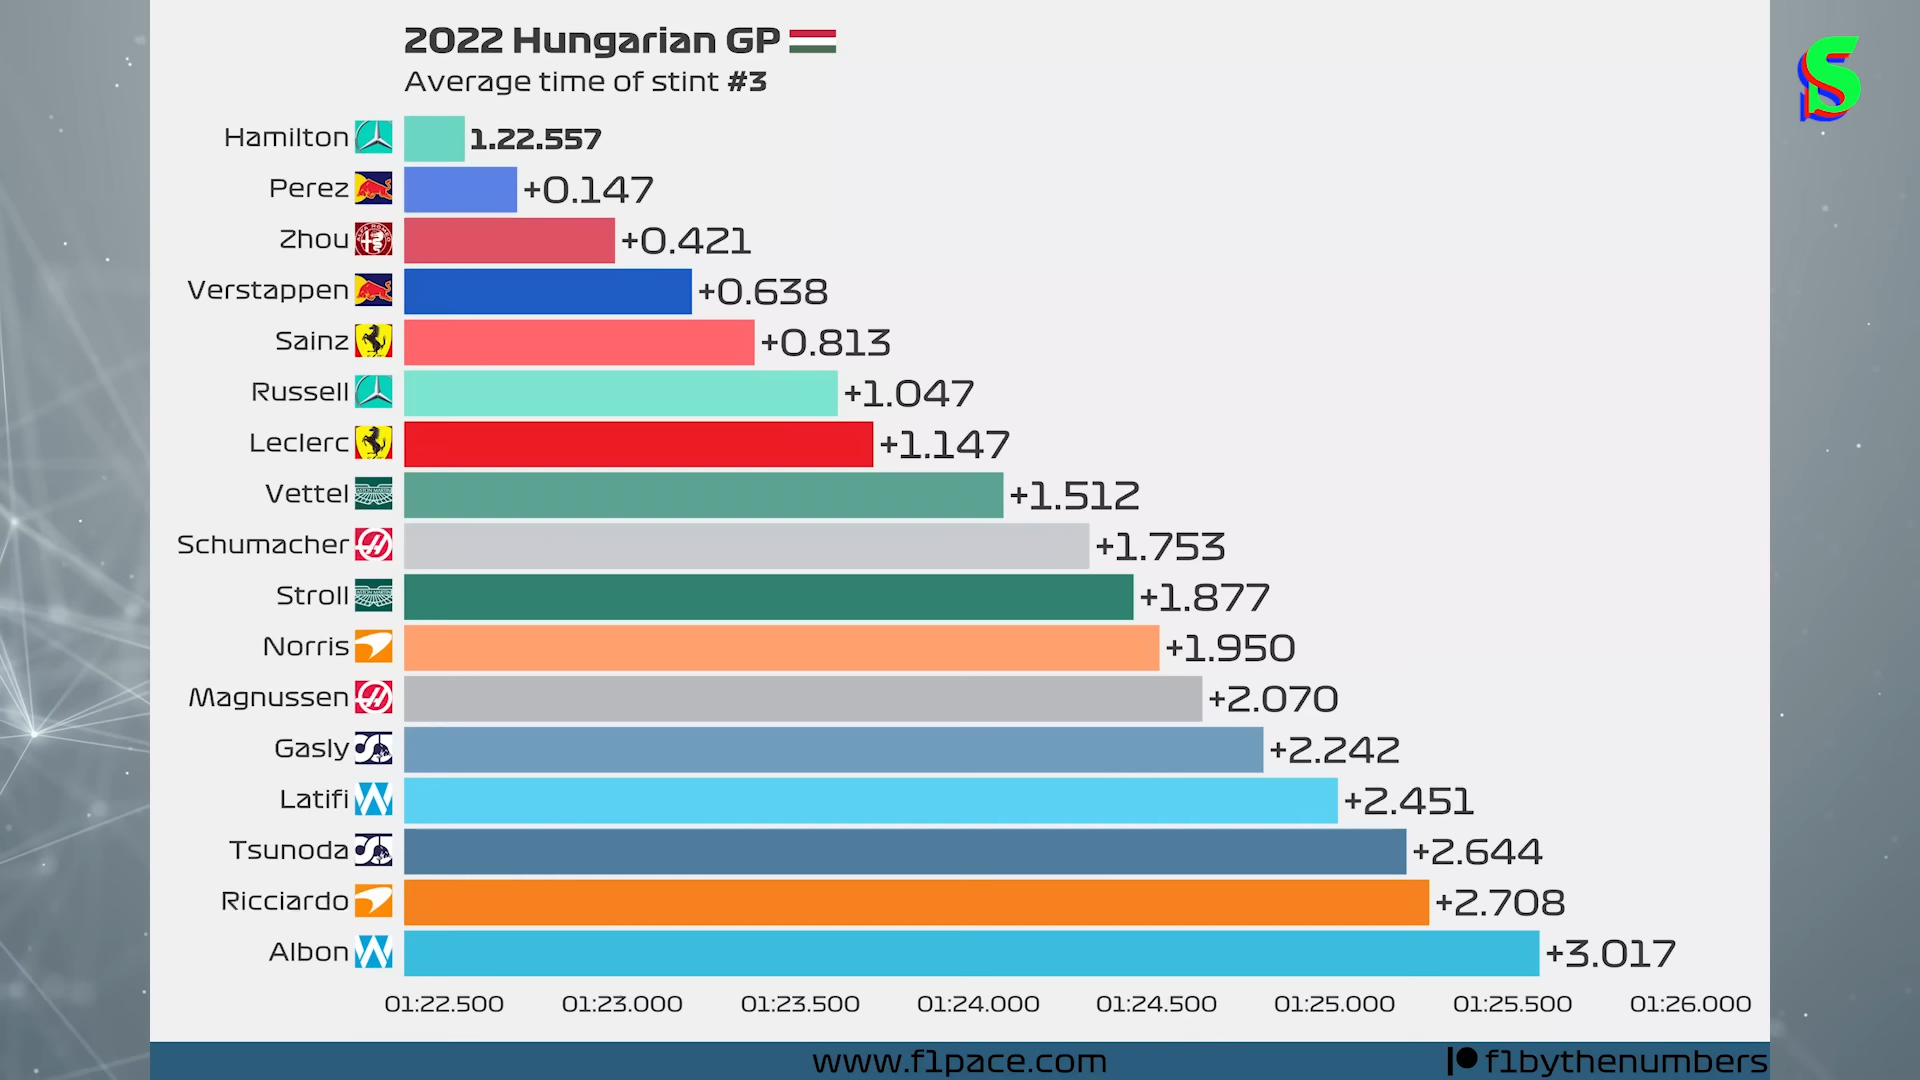 2022 Hungarian GP
Average time of stint #3
Hamilton 1.22.557
Perez +0.147
Zhou +0.421
Verstappen +0.638
Sainz +0.813
Russell +1.047
Leclerc +1.147
Vettel +1.512
Schumacher +1.753
Stroll +1.877
Norris +1.950
Magnussen +2.070
Gasly +2.242
Latifi +2.451
Tsunoda +2.644
Ricciardo +2.708
Albon +3.017
01:22.500 01:23.000 01:23.500 01:24.000 01:24.500 01:25.000 01:25.500 01:26.000
www.f1pace.com f1bythenumbers
S